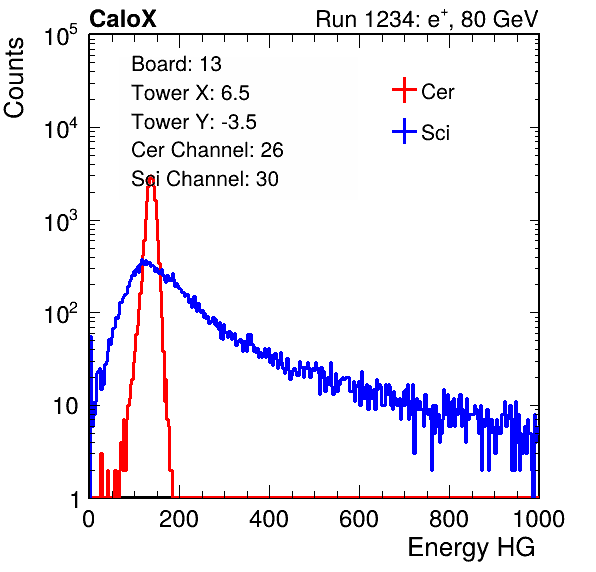 CaloX Run 1234: e⁺, 80 GeV
Counts
Board: 13
Tower X: 6.5
Tower Y: -3.5
Cer Channel: 26
Sci Channel: 30
Cer
Sci
10⁵
10⁴
10³
10²
10
1
0 200 400 600 800 1000
Energy HG